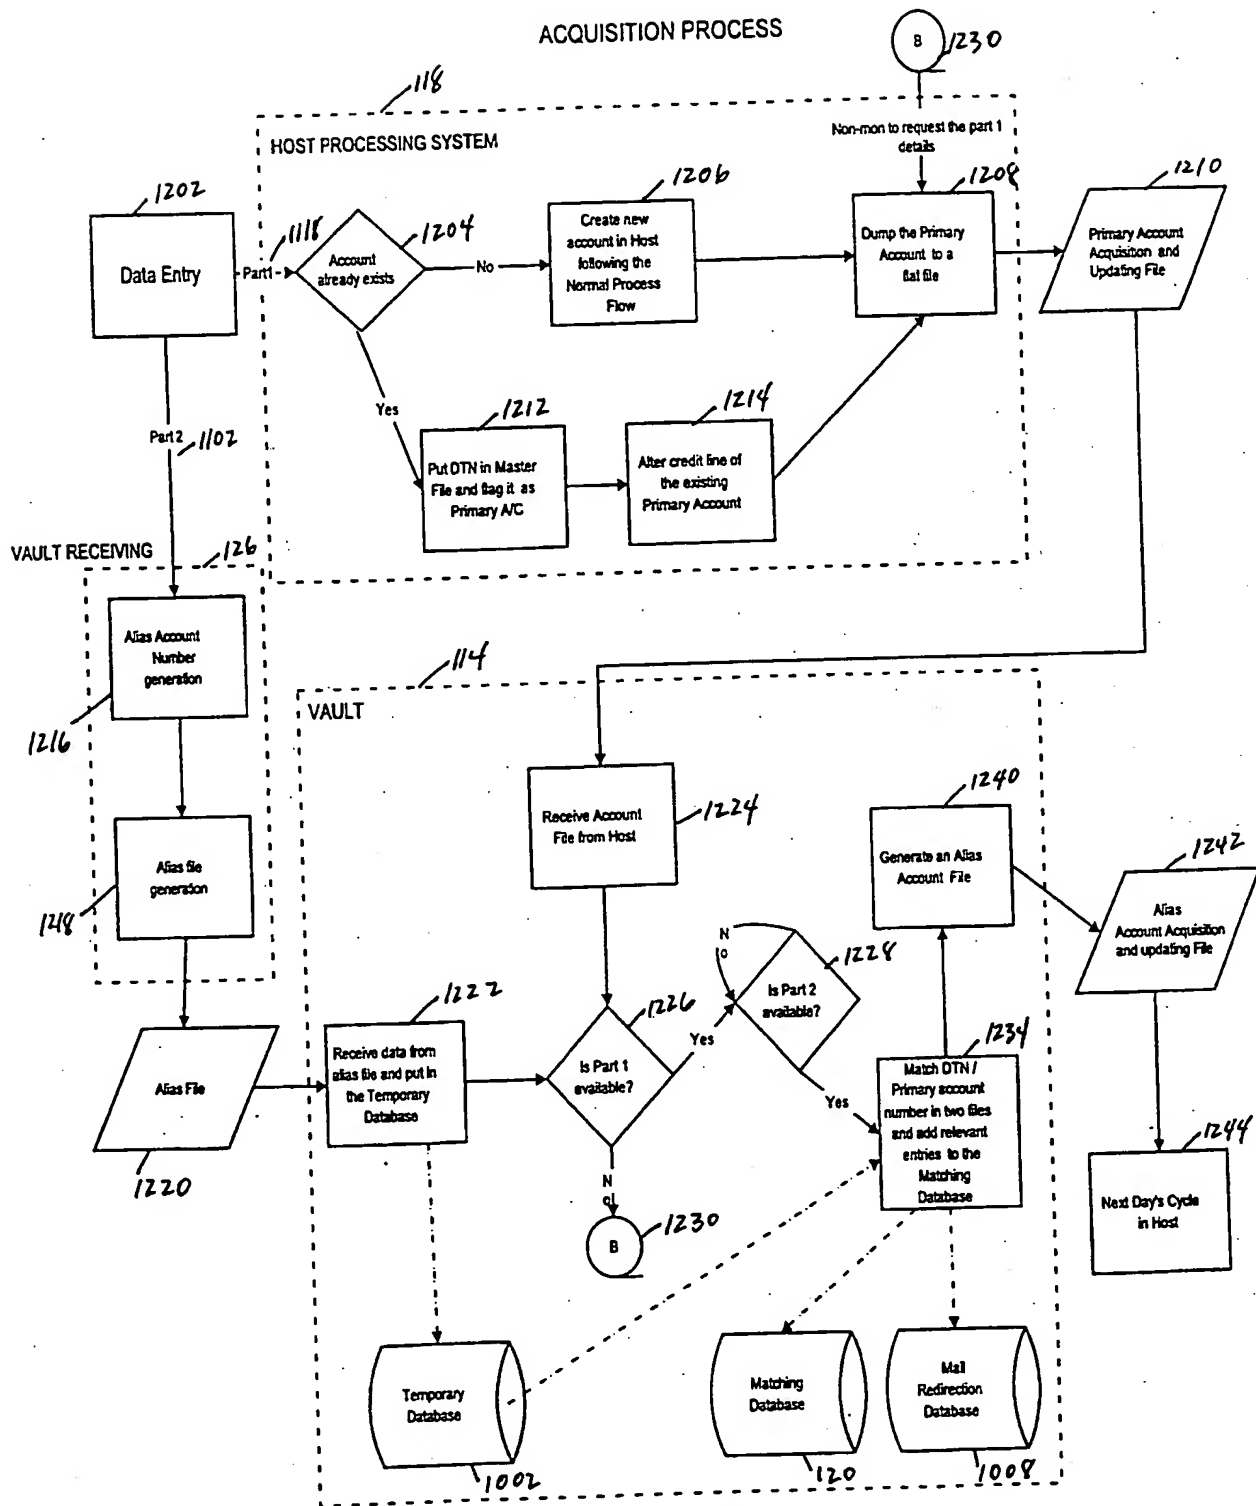 ACQUISITION PROCESS
B
1230
118
HOST PROCESSING SYSTEM
Non-mon to request the part 1
details
1202
Data Entry
Part1
1118
1204
Account
already exists
No
1206
Create new
account in Host
following the
Normal Process
Flow
1208
Dump the Primary
Account to a
flat file
1210
Primary Account
Acquisition and
Updating File
Yes
1212
Put DTN in Master
File and flag it as
Primary A/C
1214
Alter credit line of
the existing
Primary Account
Part 2
1102
VAULT RECEIVING
126
Alias Account
Number
generation
1216
Alias file
generation
1218
114
VAULT
Receive Account
File from Host
1224
1240
Generate an Alias
Account File
1242
Alias
Account Acquisition
and updating File
No
1228
Is Part 2
available?
1222
Receive data from
alias file and put in
the Temporary
Database
1226
Is Part 1
available?
Yes
Yes
1234
Match DTN /
Primary account
number in two files
and add relevant
entries to the
Matching
Database
Alias File
1220
No
B
1230
1244
Next Day's Cycle
in Host
Temporary
Database
1002
Matching
Database
120
Mail
Redirection
Database
1008